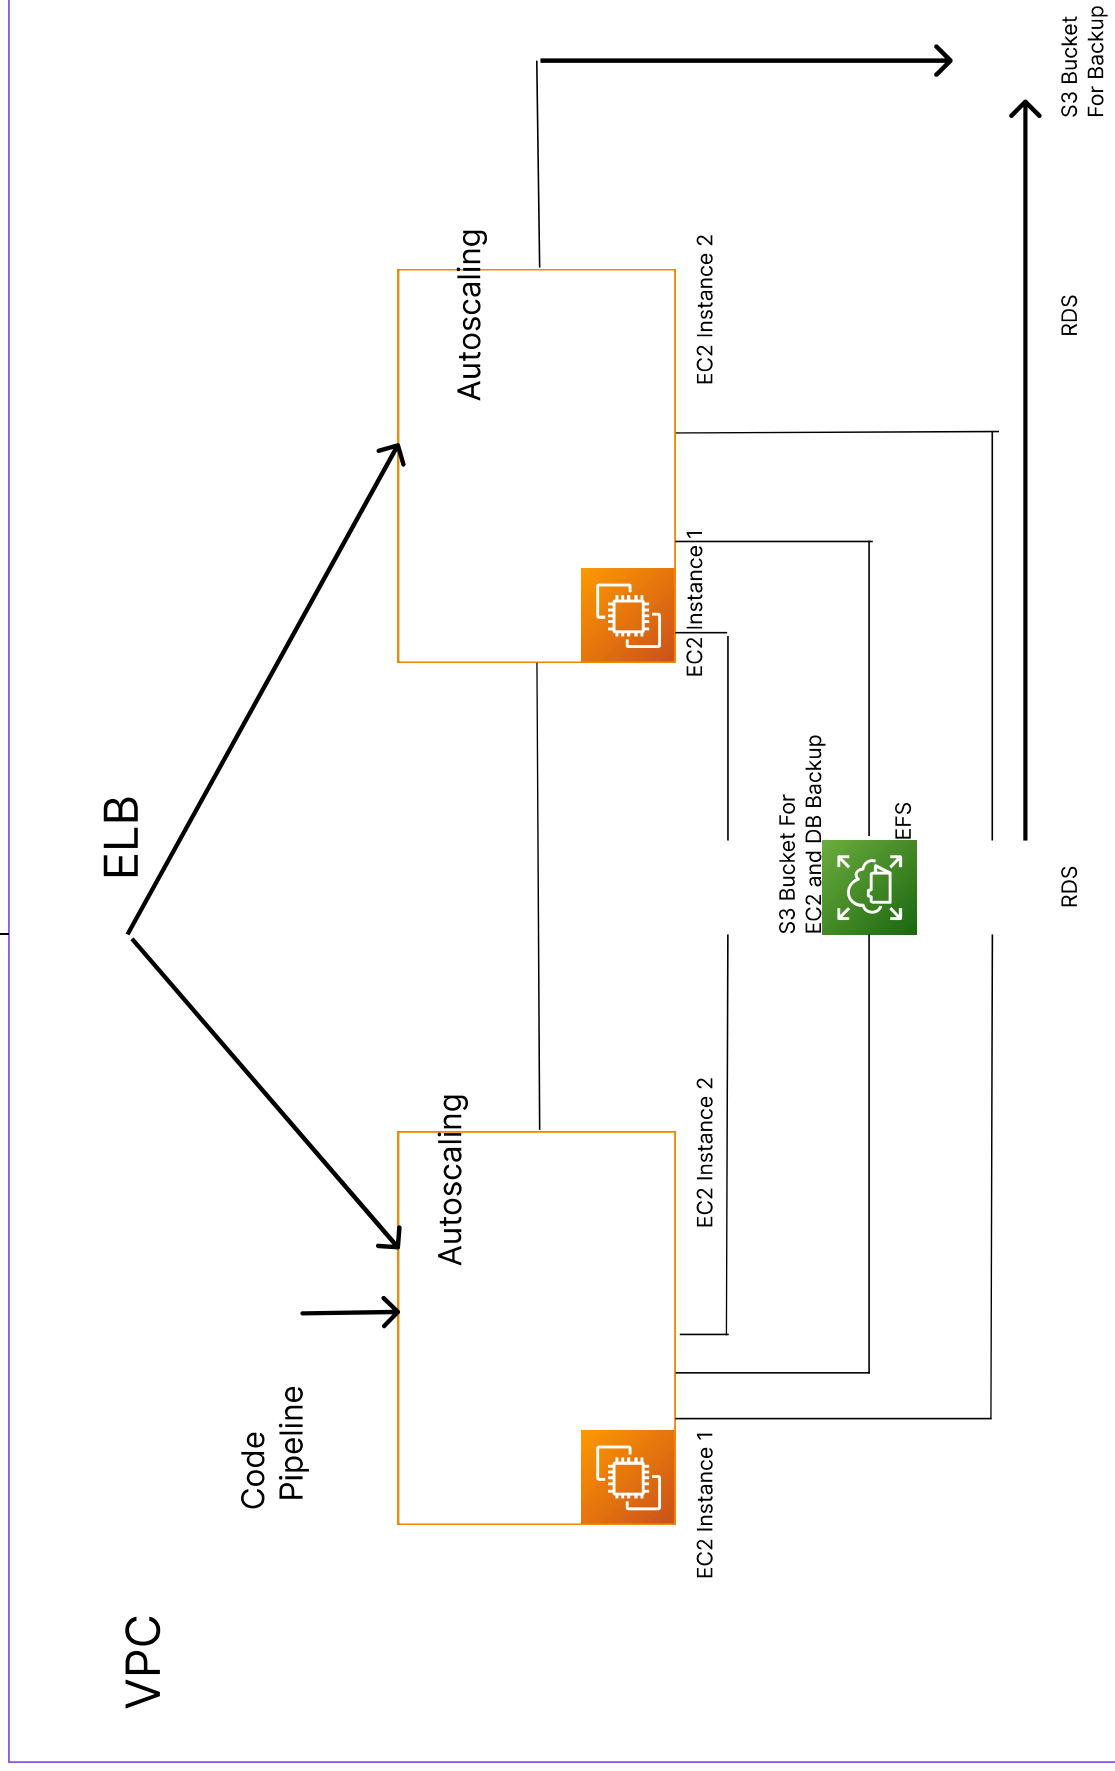 VPC
ELB
Code
Pipeline
Autoscaling
Autoscaling
EC2 Instance 1
EC2 Instance 2
EC2 Instance 1
EC2 Instance 2
S3 Bucket For
EC2 and DB Backup
EFS
RDS
RDS
S3 Bucket
For Backup